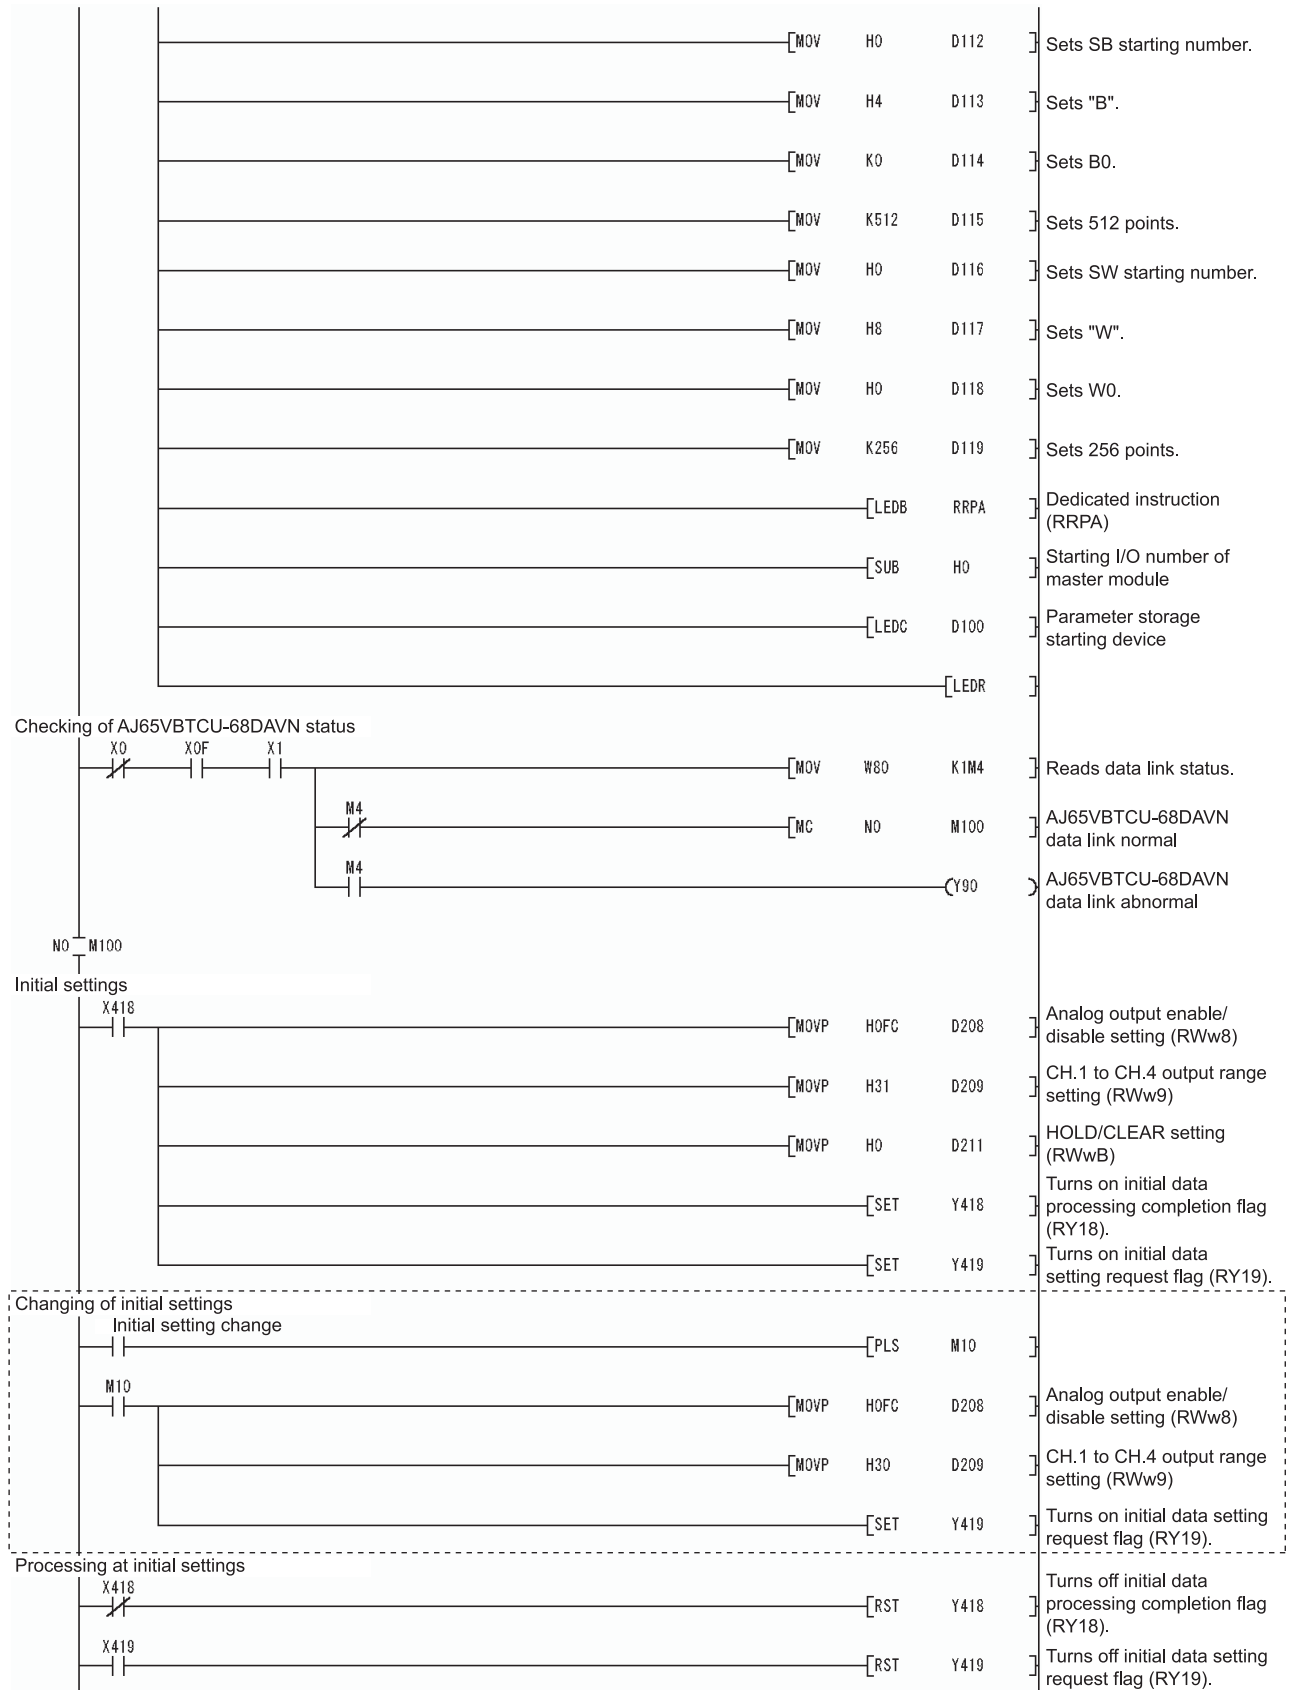 MOV H0 D112 Sets SB starting number.
MOV H4 D113 Sets "B".
MOV K0 D114 Sets B0.
MOV K512 D115 Sets 512 points.
MOV H0 D116 Sets SW starting number.
MOV H8 D117 Sets "W".
MOV H0 D118 Sets W0.
MOV K256 D119 Sets 256 points.
LEDB RRPA Dedicated instruction
(RRPA)
SUB H0 Starting I/O number of
master module
LEDC D100 Parameter storage
starting device
LEDR
Checking of AJ65VBTCU-68DAVN status
X0 X0F X1
MOV W80 K1M4 Reads data link status.
M4
MC N0 M100 AJ65VBTCU-68DAVN
data link normal
M4
Y90 AJ65VBTCU-68DAVN
data link abnormal
N0 M100
Initial settings
X418
MOVP H0FC D208 Analog output enable/
disable setting (RWw8)
MOVP H31 D209 CH.1 to CH.4 output range
setting (RWw9)
MOVP H0 D211 HOLD/CLEAR setting
(RWwB)
SET Y418 Turns on initial data
processing completion flag
(RY18).
SET Y419 Turns on initial data
setting request flag (RY19).
Changing of initial settings
Initial setting change
PLS M10
M10
MOVP H0FC D208 Analog output enable/
disable setting (RWw8)
MOVP H30 D209 CH.1 to CH.4 output range
setting (RWw9)
SET Y419 Turns on initial data setting
request flag (RY19).
Processing at initial settings
X418
RST Y418 Turns off initial data
processing completion flag
(RY18).
X419
RST Y419 Turns off initial data setting
request flag (RY19).